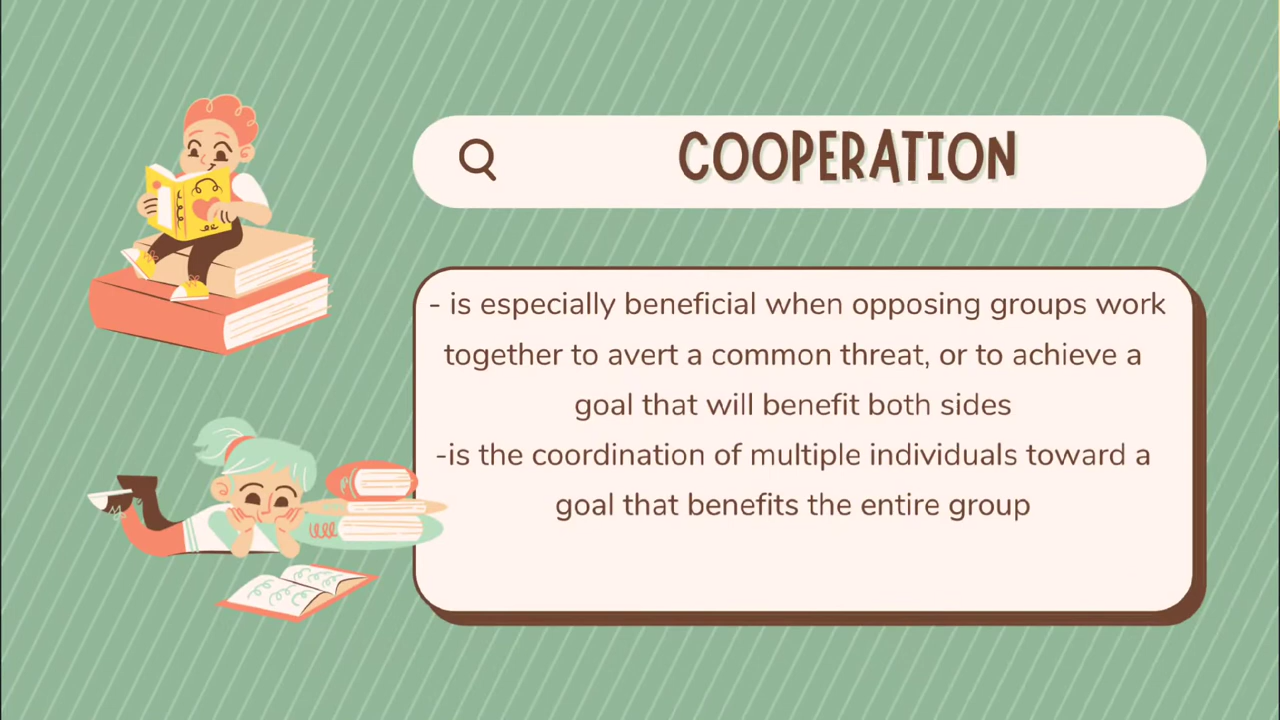 COOPERATION
- is especially beneficial when opposing groups work
together to avert a common threat, or to achieve a
goal that will benefit both sides
-is the coordination of multiple individuals toward a
goal that benefits the entire group